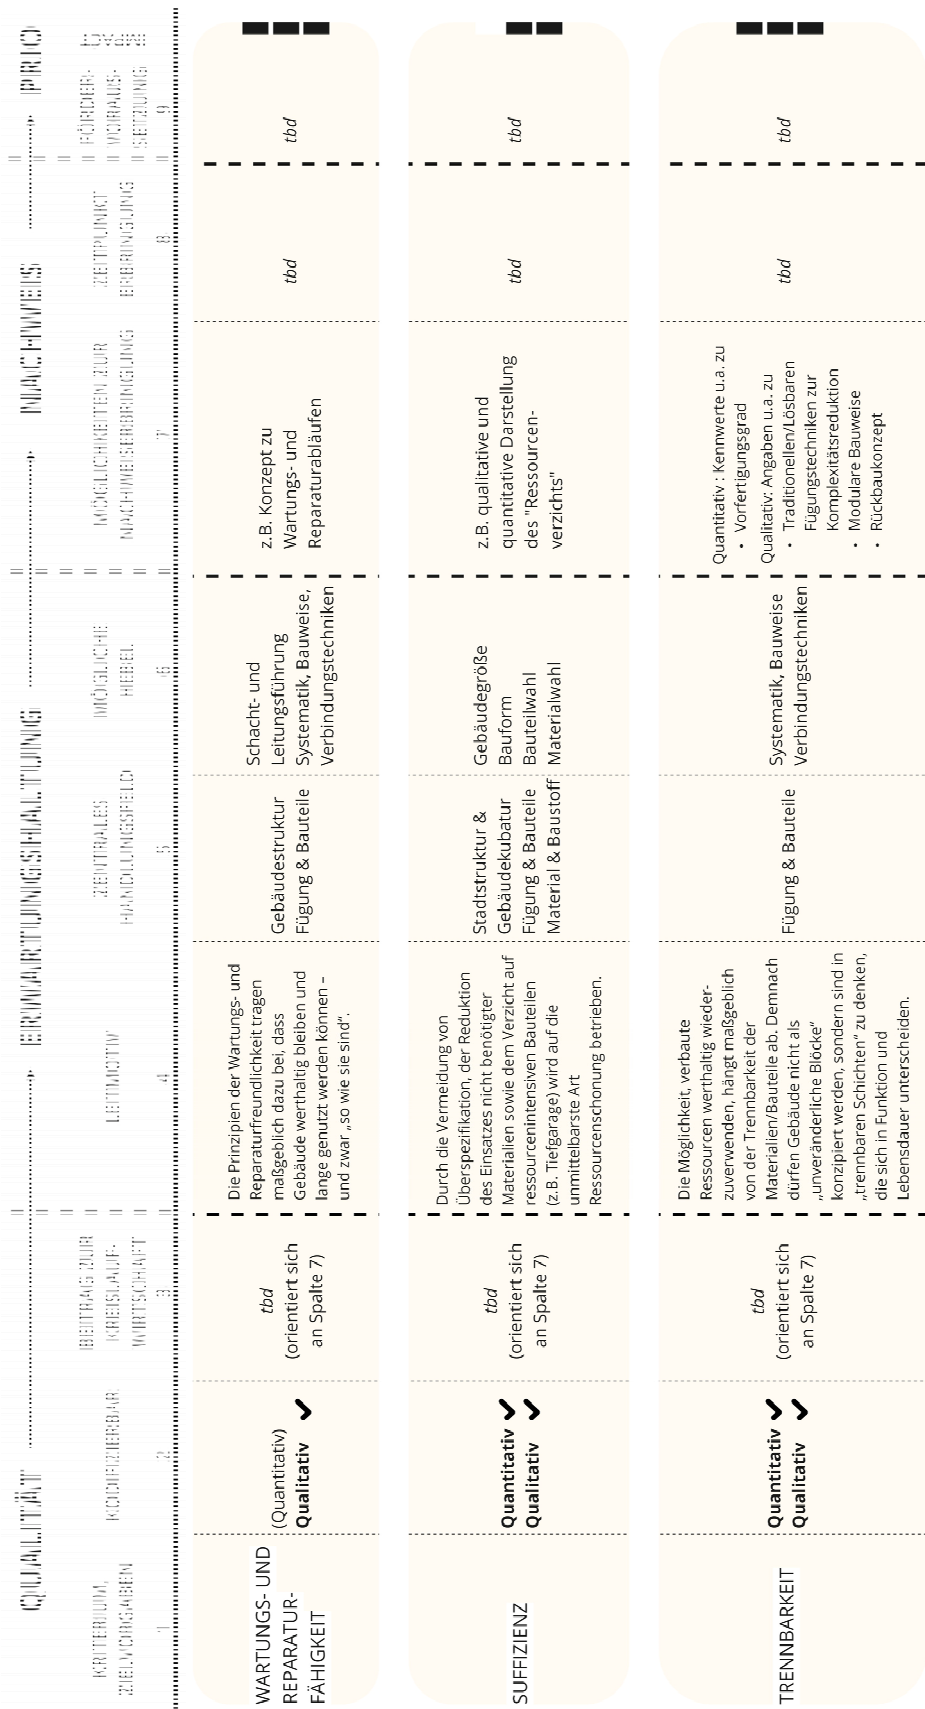 QUALITÄT
ERWARTUNGSHALTUNG
NACHWEIS
PRIO
KRITERIUM,
ZIELVORGABEN
KODIFIZIERBAR
BEITRAG ZUR
KREISLAUF-
WIRTSCHAFT
LEITMOTIV
ZENTRALES
HANDLUNGSFELD
MÖGLICHE
HEBEL
MÖGLICHKEITEN ZUR
NACHWEISERBRINGUNG
ZEITPUNKT
ERBRINGUNG
FÖRDER-
VORAUS-
SETZUNG
IMPACT
1
2
3
4
5
6
7
8
9
WARTUNGS- UND
REPARATUR-
FÄHIGKEIT
(Quantitativ)
Qualitativ
tbd
(orientiert sich
an Spalte 7)
Die Prinzipien der Wartungs- und
Reparaturfreundlichkeit tragen
maßgeblich dazu bei, dass
Gebäude werthaltig bleiben und
lange genutzt werden können –
und zwar „so wie sie sind“.
Gebäudestruktur
Fügung & Bauteile
Schacht- und
Leitungsführung
Systematik, Bauweise,
Verbindungstechniken
z.B. Konzept zu
Wartungs- und
Reparaturabläufen
tbd
tbd
SUFFIZIENZ
Quantitativ
Qualitativ
tbd
(orientiert sich
an Spalte 7)
Durch die Vermeidung von
Überspezifikation, der Reduktion
des Einsatzes nicht benötigter
Materialien sowie dem Verzicht auf
ressourcenintensiven Bauteilen
(z.B. Tiefgarage) wird auf die
unmittelbarste Art
Ressourcenschonung betrieben.
Stadtstruktur &
Gebäudekubatur
Fügung & Bauteile
Material & Baustoff
Gebäudegröße
Bauform
Bauteilwahl
Materialwahl
z.B. qualitative und
quantitative Darstellung
des "Ressourcen-
verzichts"
tbd
tbd
TRENNBARKEIT
Quantitativ
Qualitativ
tbd
(orientiert sich
an Spalte 7)
Die Möglichkeit, verbaute
Ressourcen werthaltig wieder-
zuverwenden, hängt maßgeblich
von der Trennbarkeit der
Materialien/Bauteile ab. Demnach
dürfen Gebäude nicht als
„unveränderliche Blöcke“
konzipiert werden, sondern sind in
„trennbaren Schichten“ zu denken,
die sich in Funktion und
Lebensdauer unterscheiden.
Fügung & Bauteile
Systematik, Bauweise
Verbindungstechniken
Quantitativ : Kennwerte u.a. zu
• Vorfertigungsgrad
Qualitativ: Angaben u.a. zu
• Traditionellen/Lösbaren
Fügungstechniken zur
Komplexitätsreduktion
• Modulare Bauweise
• Rückbaukonzept
tbd
tbd